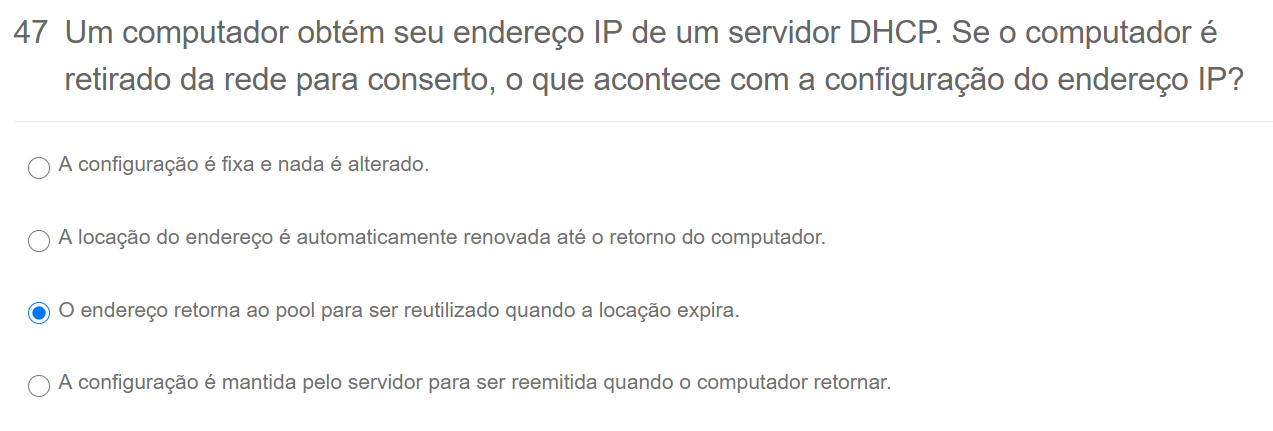 47 Um computador obtém seu endereço IP de um servidor DHCP. Se o computador é
retirado da rede para conserto, o que acontece com a configuração do endereço IP?
A configuração é fixa e nada é alterado.
A locação do endereço é automaticamente renovada até o retorno do computador.
O endereço retorna ao pool para ser reutilizado quando a locação expira.
A configuração é mantida pelo servidor para ser reemitida quando o computador retornar.